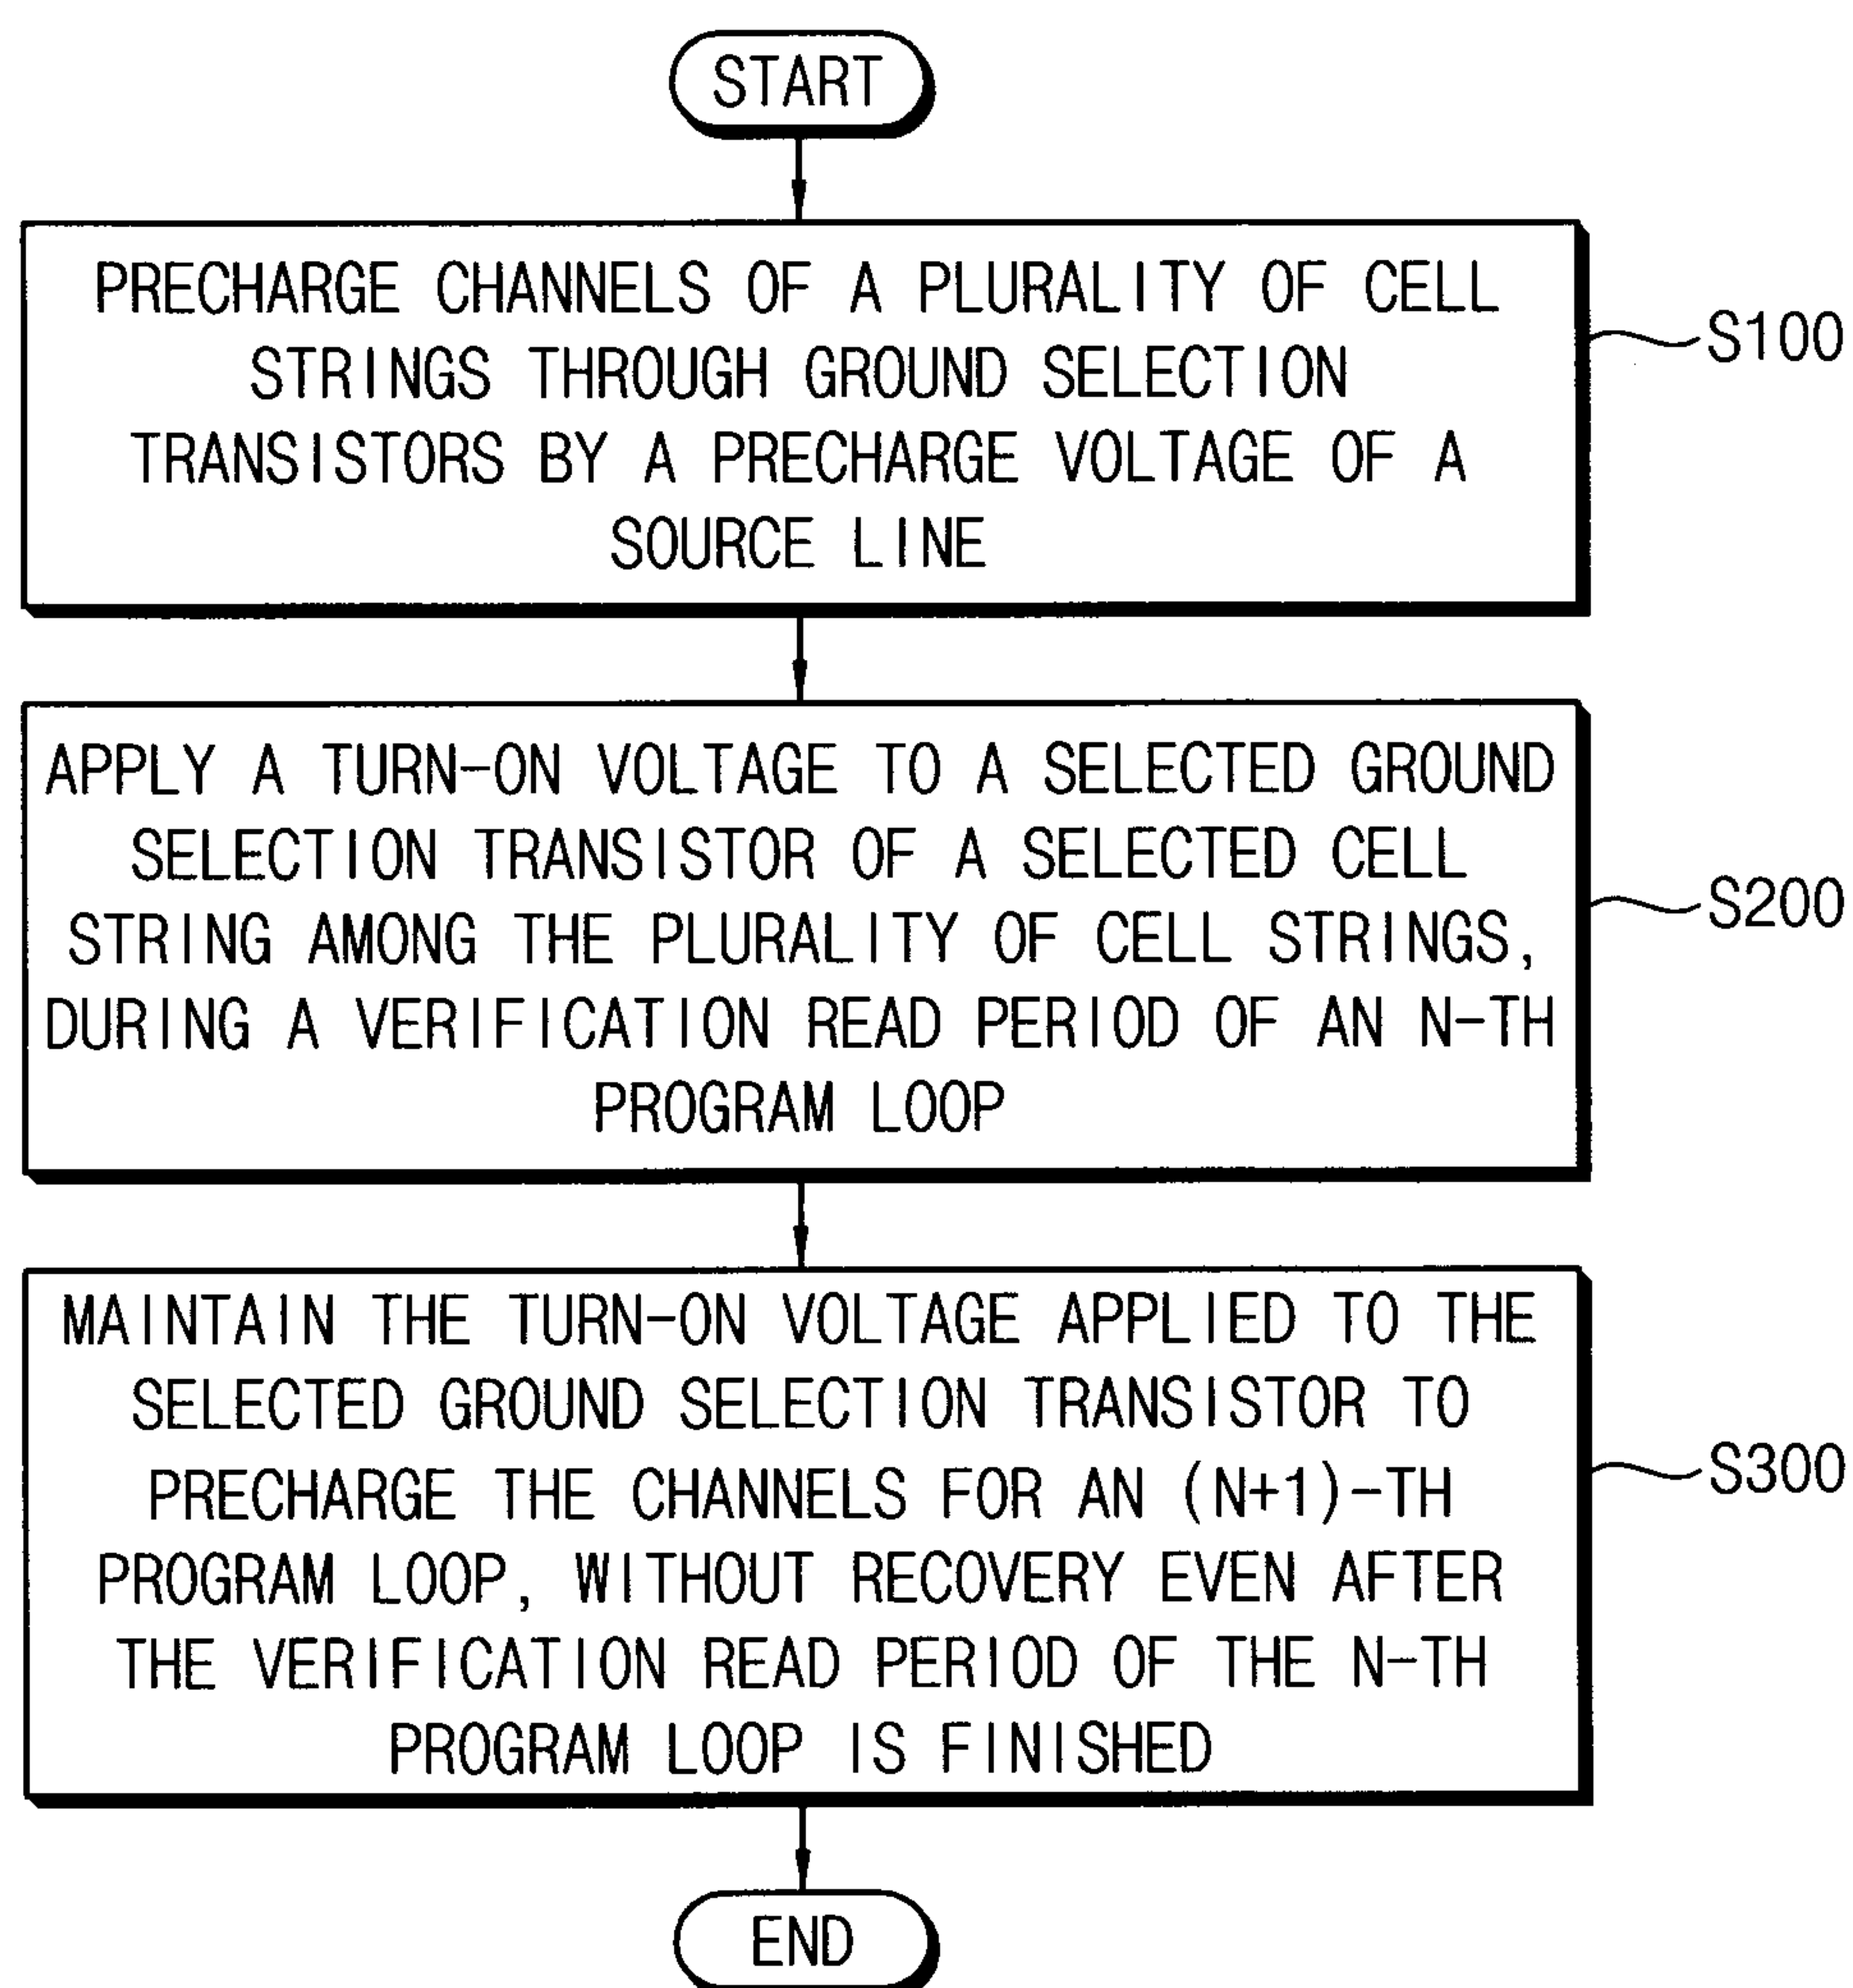 START
PRECHARGE CHANNELS OF A PLURALITY OF CELL
STRINGS THROUGH GROUND SELECTION
TRANSISTORS BY A PRECHARGE VOLTAGE OF A
SOURCE LINE
S100
APPLY A TURN-ON VOLTAGE TO A SELECTED GROUND
SELECTION TRANSISTOR OF A SELECTED CELL
STRING AMONG THE PLURALITY OF CELL STRINGS,
DURING A VERIFICATION READ PERIOD OF AN N-TH
PROGRAM LOOP
S200
MAINTAIN THE TURN-ON VOLTAGE APPLIED TO THE
SELECTED GROUND SELECTION TRANSISTOR TO
PRECHARGE THE CHANNELS FOR AN (N+1)-TH
PROGRAM LOOP, WITHOUT RECOVERY EVEN AFTER
THE VERIFICATION READ PERIOD OF THE N-TH
PROGRAM LOOP IS FINISHED
S300
END